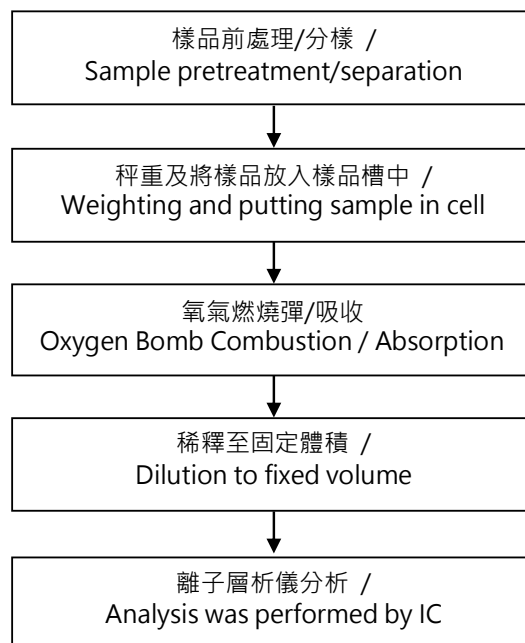 樣品前處理/分樣 /
Sample pretreatment/separation
秤重及將樣品放入樣品槽中 /
Weighting and putting sample in cell
氧氣燃燒彈/吸收
Oxygen Bomb Combustion / Absorption
稀釋至固定體積 /
Dilution to fixed volume
離子層析儀分析 /
Analysis was performed by IC